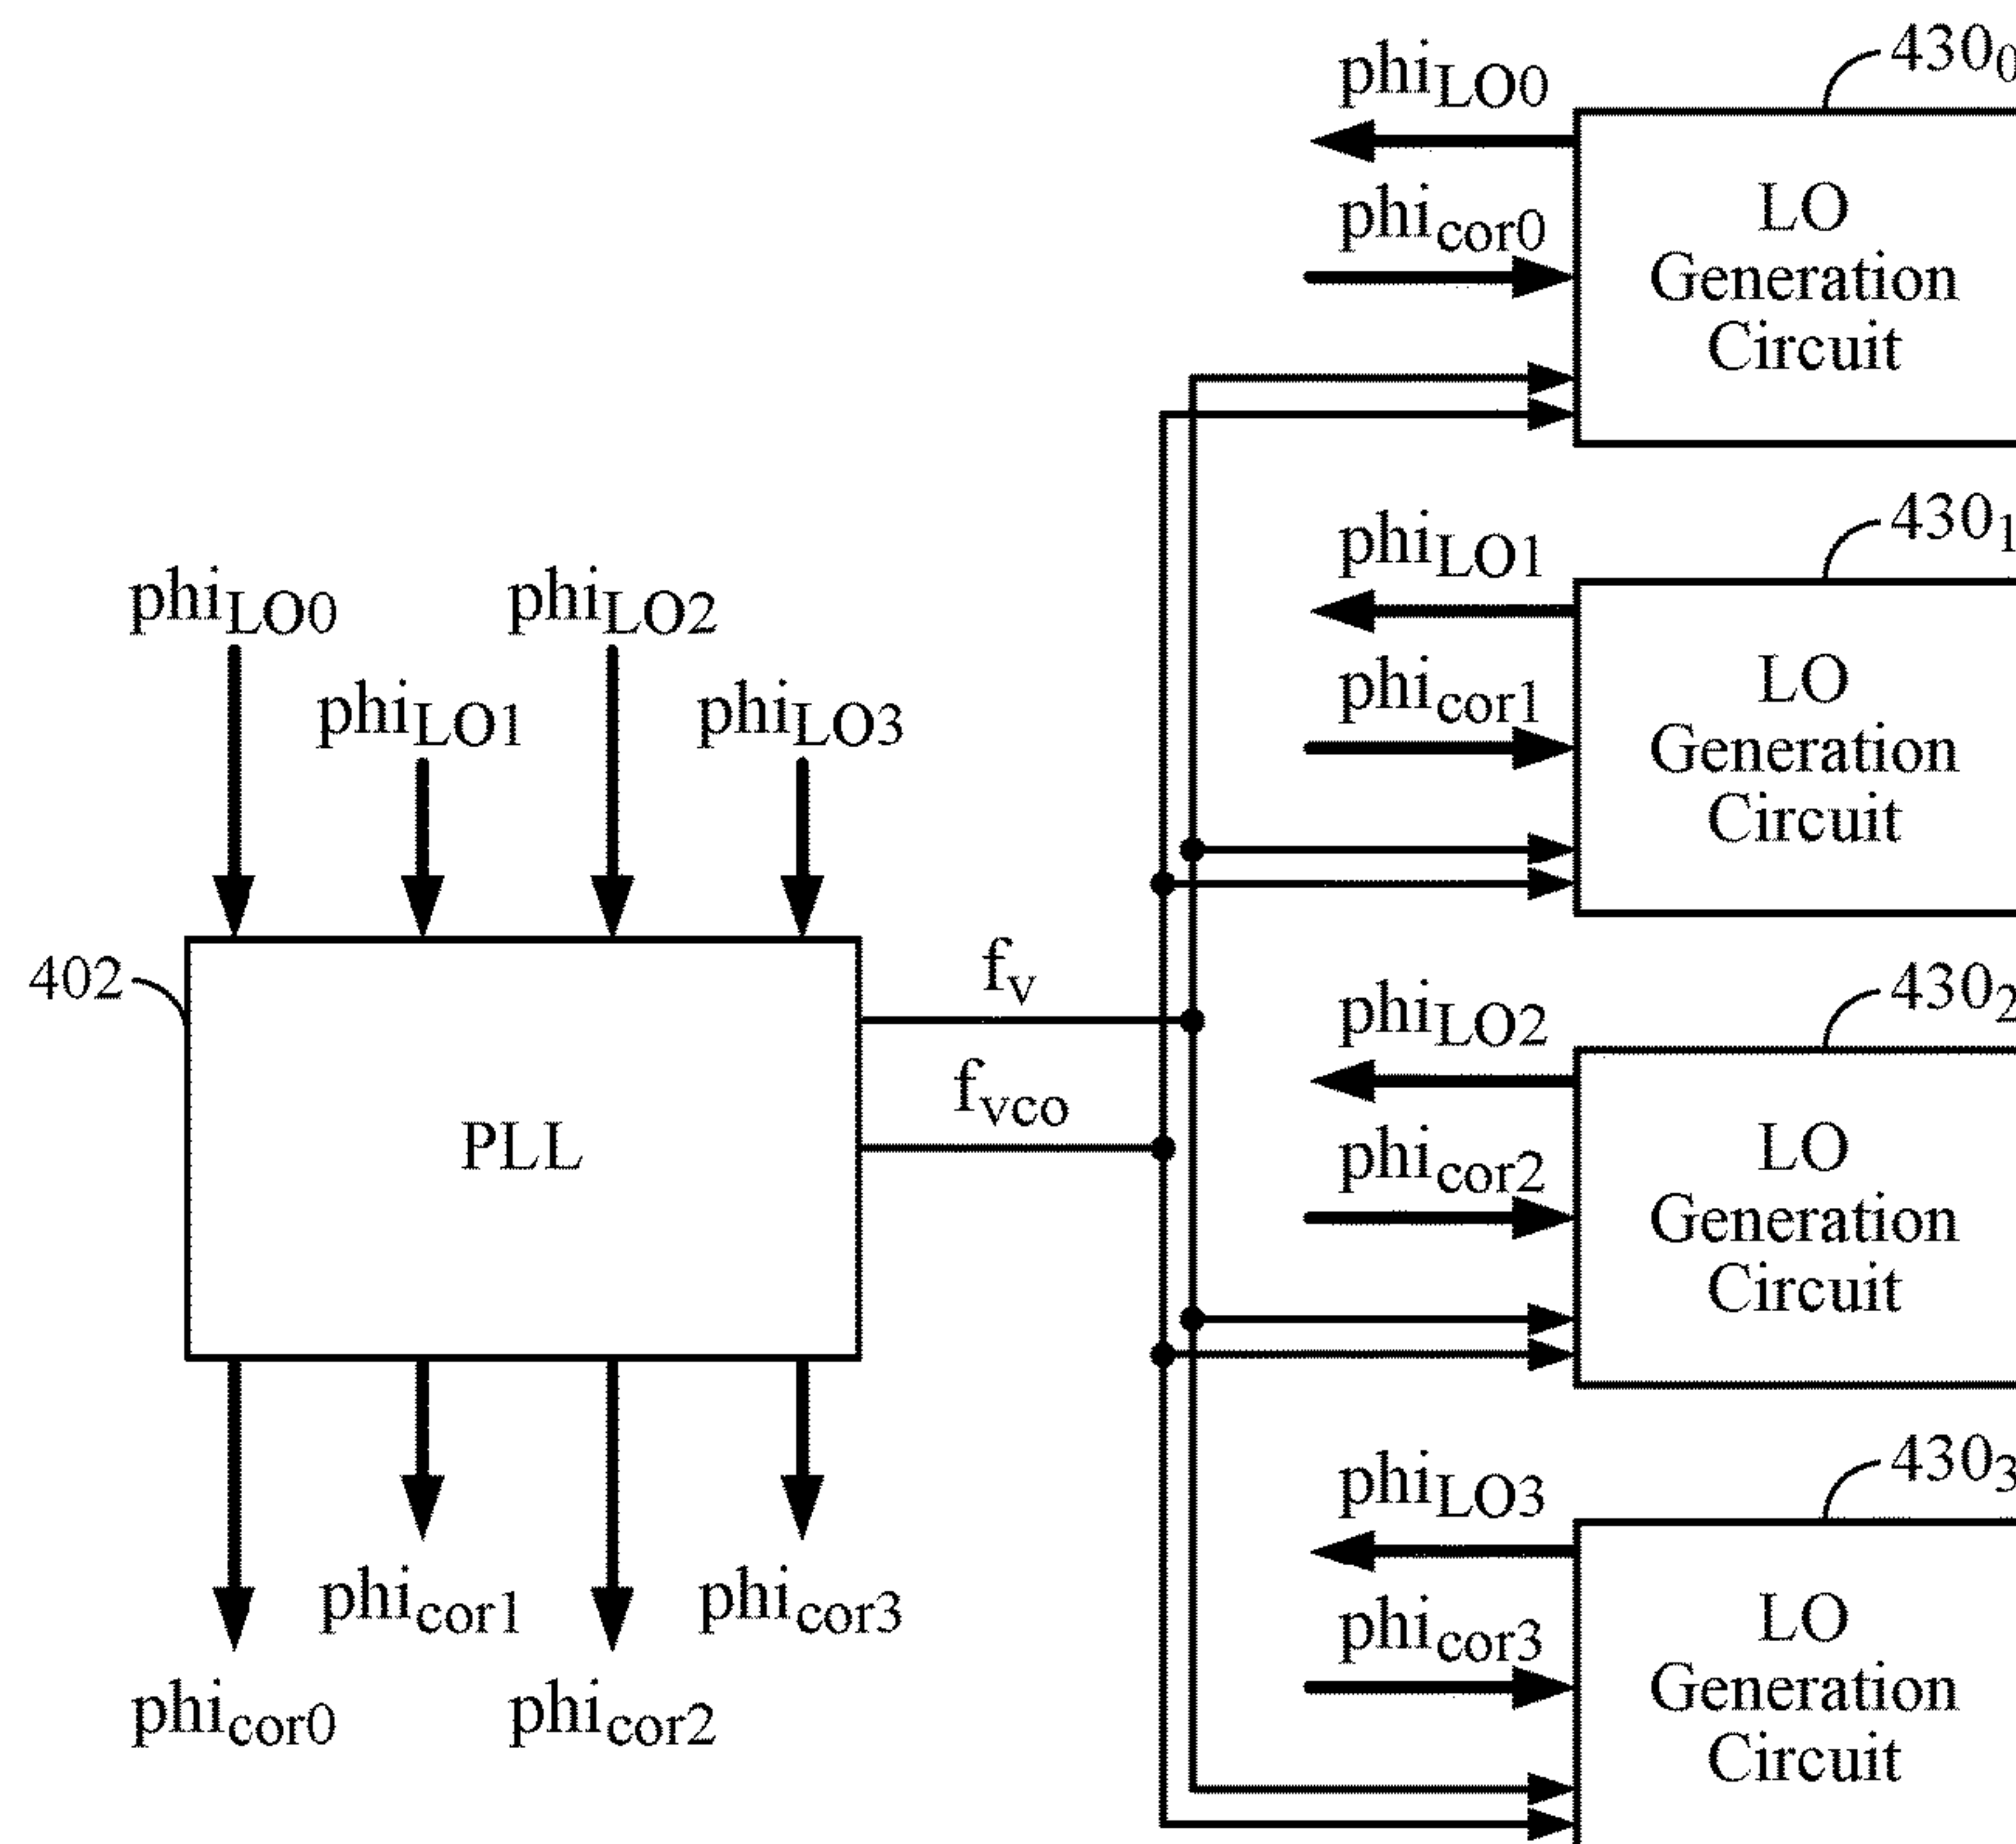 430₀
phi_LO0
LO
Generation
Circuit
phi_cor0
430₁
phi_LO1
LO
Generation
Circuit
phi_cor1
phi_LO0
phi_LO2
phi_LO1
phi_LO3
402
PLL
f_v
f_vco
430₂
phi_LO2
LO
Generation
Circuit
phi_cor2
430₃
phi_LO3
LO
Generation
Circuit
phi_cor3
phi_cor1
phi_cor3
phi_cor0
phi_cor2